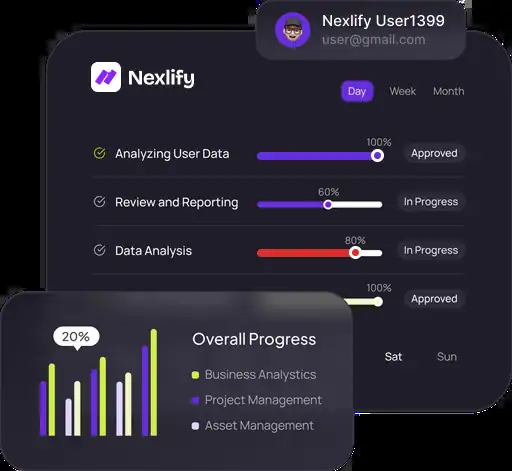 Nexlify User1399
user@gmail.com
Nexlify
Day Week Month
100%
Analyzing User Data Approved
60%
Review and Reporting In Progress
80%
Data Analysis In Progress
100%
Approved
Sat Sun
20%
Overall Progress
Business Analystics
Project Management
Asset Management